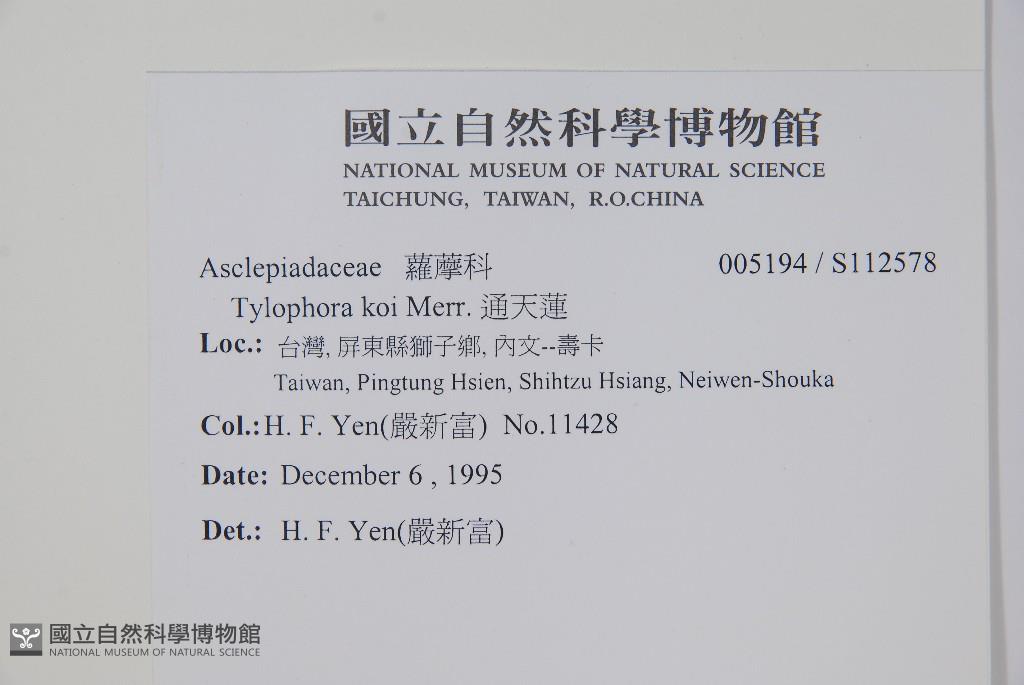 國立自然科學博物館
NATIONAL MUSEUM OF NATURAL SCIENCE
TAICHUNG, TAIWAN, R.O.CHINA
Asclepiadaceae 蘿藦科 005194 / S112578
Tylophora koi Merr. 通天蓮
Loc.: 台灣, 屏東縣獅子鄉, 內文--壽卡
Taiwan, Pingtung Hsien, Shihtzu Hsiang, Neiwen-Shouka
Col.: H. F. Yen(嚴新富) No.11428
Date: December 6 , 1995
Det.: H. F. Yen(嚴新富)
國立自然科學博物館
NATIONAL MUSEUM OF NATURAL SCIENCE